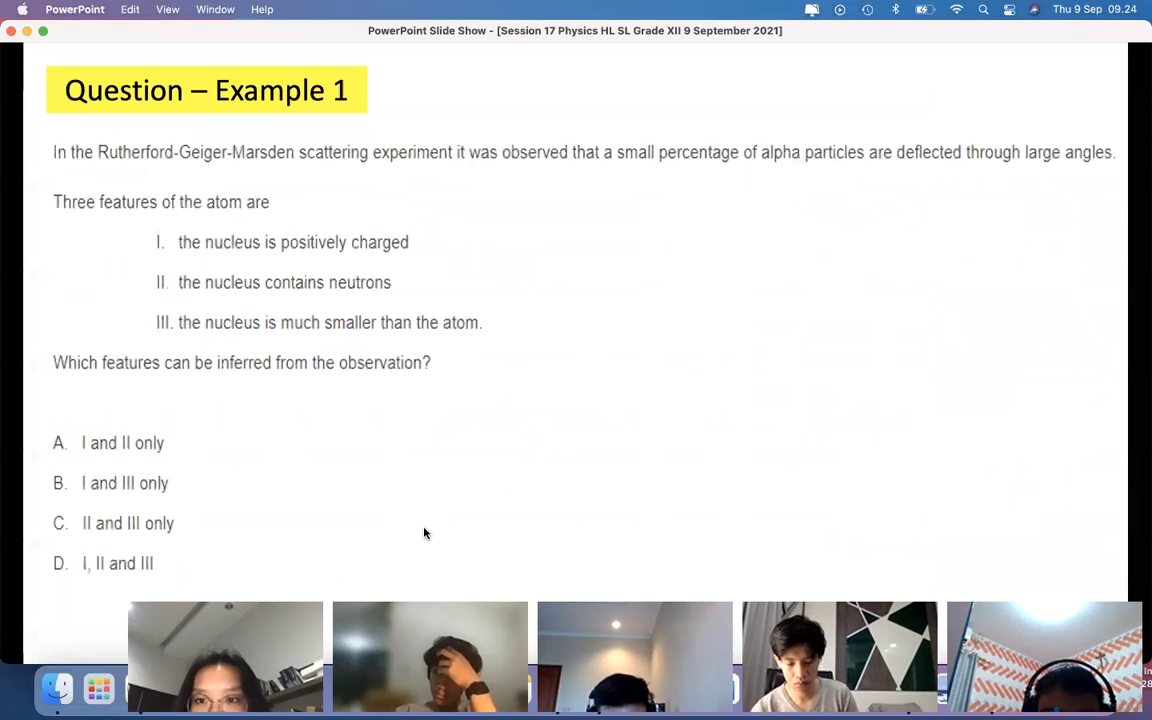 PowerPoint Edit View Window Help Thu 9 Sep 09.24
PowerPoint Slide Show - [Session 17 Physics HL SL Grade XII 9 September 2021]
Question – Example 1
In the Rutherford-Geiger-Marsden scattering experiment it was observed that a small percentage of alpha particles are deflected through large angles.
Three features of the atom are
I. the nucleus is positively charged
II. the nucleus contains neutrons
III. the nucleus is much smaller than the atom.
Which features can be inferred from the observation?
A. I and II only
B. I and III only
C. II and III only
D. I, II and III